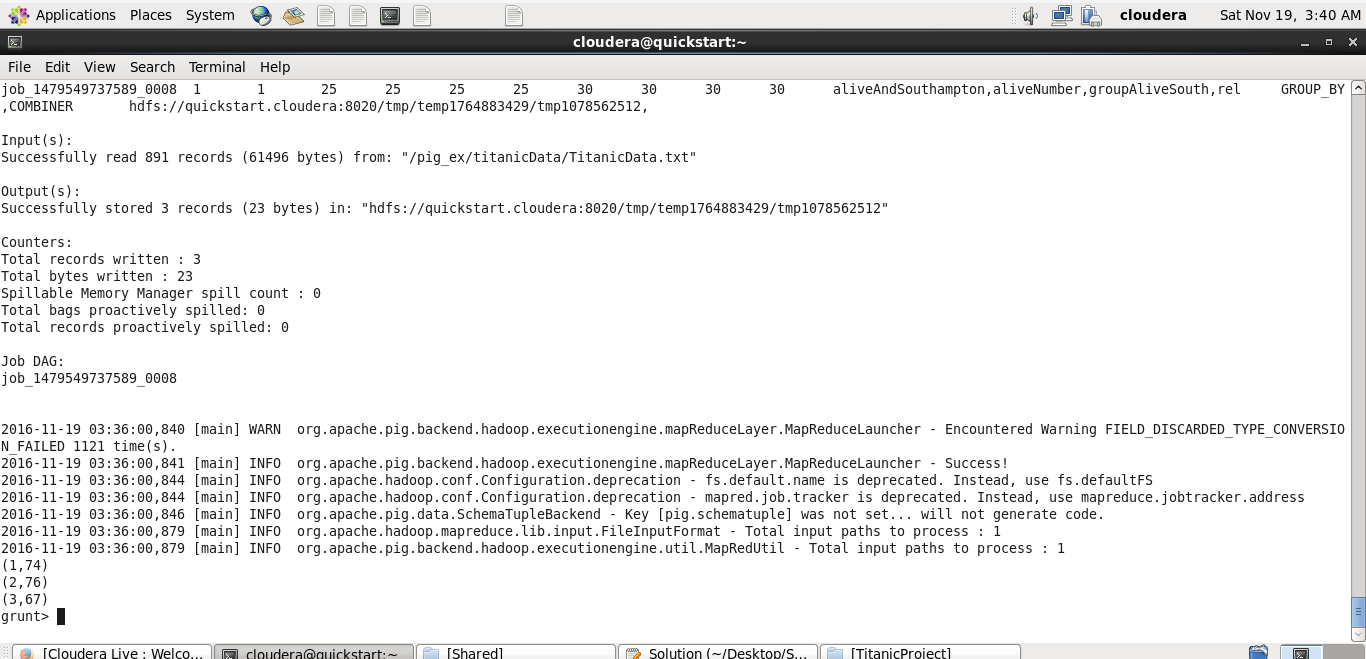 Applications Places System cloudera Sat Nov 19, 3:40 AM
cloudera@quickstart:~
File Edit View Search Terminal Help
job_1479549737589_0008 1 1 25 25 25 25 30 30 30 30 aliveAndSouthampton,aliveNumber,groupAliveSouth,rel GROUP_BY
,COMBINER hdfs://quickstart.cloudera:8020/tmp/temp1764883429/tmp1078562512,
Input(s):
Successfully read 891 records (61496 bytes) from: "/pig_ex/titanicData/TitanicData.txt"
Output(s):
Successfully stored 3 records (23 bytes) in: "hdfs://quickstart.cloudera:8020/tmp/temp1764883429/tmp1078562512"
Counters:
Total records written : 3
Total bytes written : 23
Spillable Memory Manager spill count : 0
Total bags proactively spilled: 0
Total records proactively spilled: 0
Job DAG:
job_1479549737589_0008
2016-11-19 03:36:00,840 [main] WARN  org.apache.pig.backend.hadoop.executionengine.mapReduceLayer.MapReduceLauncher - Encountered Warning FIELD_DISCARDED_TYPE_CONVERSIO
N_FAILED 1121 time(s).
2016-11-19 03:36:00,841 [main] INFO  org.apache.pig.backend.hadoop.executionengine.mapReduceLayer.MapReduceLauncher - Success!
2016-11-19 03:36:00,844 [main] INFO  org.apache.hadoop.conf.Configuration.deprecation - fs.default.name is deprecated. Instead, use fs.defaultFS
2016-11-19 03:36:00,844 [main] INFO  org.apache.hadoop.conf.Configuration.deprecation - mapred.job.tracker is deprecated. Instead, use mapreduce.jobtracker.address
2016-11-19 03:36:00,846 [main] INFO  org.apache.pig.data.SchemaTupleBackend - Key [pig.schematuple] was not set... will not generate code.
2016-11-19 03:36:00,879 [main] INFO  org.apache.hadoop.mapreduce.lib.input.FileInputFormat - Total input paths to process : 1
2016-11-19 03:36:00,879 [main] INFO  org.apache.pig.backend.hadoop.executionengine.util.MapRedUtil - Total input paths to process : 1
(1,74)
(2,76)
(3,67)
grunt>
[Cloudera Live : Welco... cloudera@quickstart:~ [Shared] Solution (~/Desktop/S... [TitanicProject]